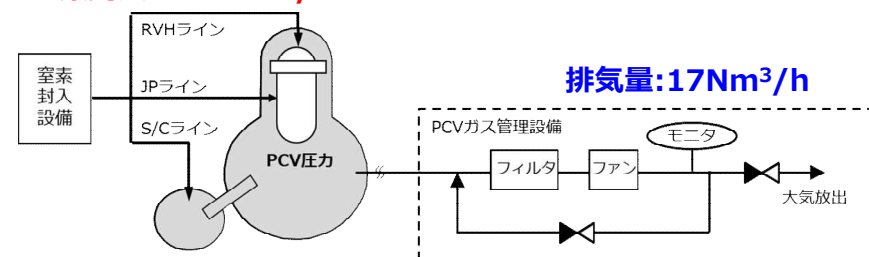 RVHライン
窒素
封入
設備
JPライン
S/Cライン
PCV圧力
排気量:17Nm³/h
PCVガス管理設備
モニタ
フィルタ
ファン
大気放出